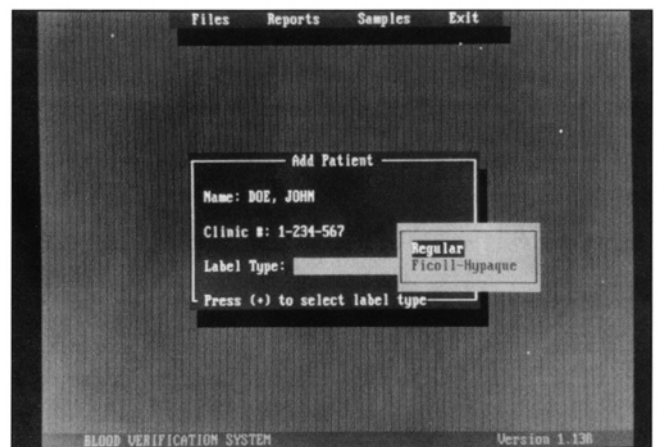 Files Reports Samples Exit
Add Patient
Name: DOE, JOHN
Clinic #: 1-234-567
Label Type:
Regular
Ficoll-Hypaque
Press (+) to select label type
BLOOD VERIFICATION SYSTEM Version 1.13B